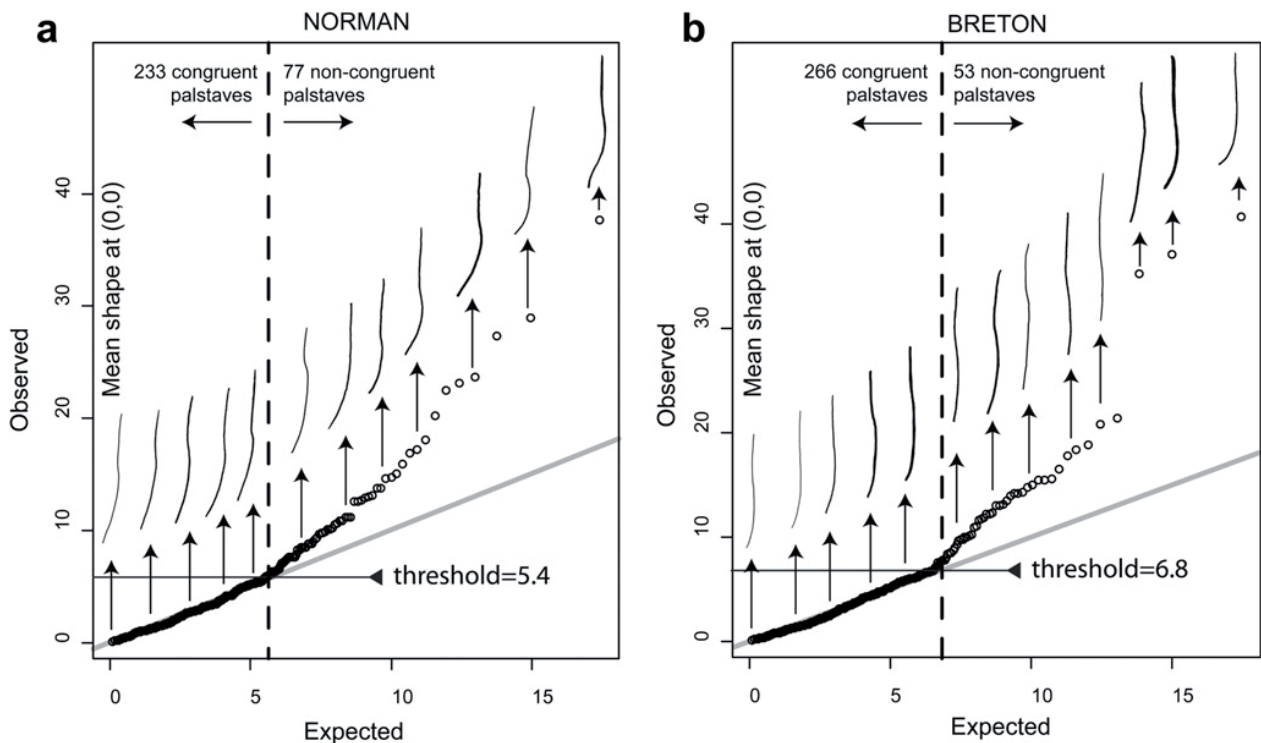 a
NORMAN
233 congruent
palstaves
77 non-congruent
palstaves
Mean shape at (0,0)
Observed
0
10
20
30
40
threshold=5.4
0
5
10
15
Expected
b
BRETON
266 congruent
palstaves
53 non-congruent
palstaves
Mean shape at (0,0)
Observed
0
10
20
30
40
threshold=6.8
0
5
10
15
Expected